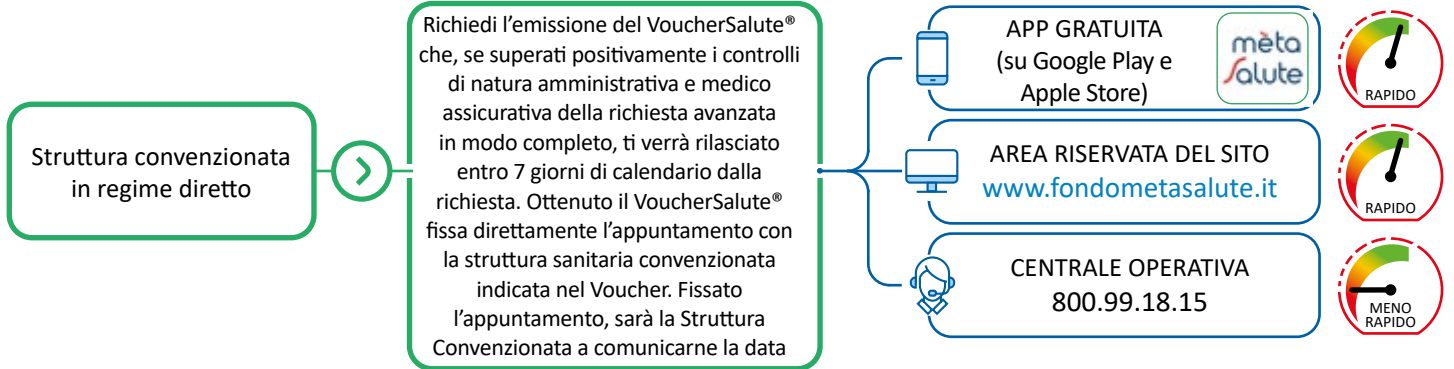 Struttura convenzionata
in regime diretto
Richiedi l’emissione del VoucherSalute®
che, se superati positivamente i controlli
di natura amministrativa e medico
assicurativa della richiesta avanzata
in modo completo, ti verrà rilasciato
entro 7 giorni di calendario dalla
richiesta. Ottenuto il VoucherSalute®
fissa direttamente l’appuntamento con
la struttura sanitaria convenzionata
indicata nel Voucher. Fissato
l’appuntamento, sarà la Struttura
Convenzionata a comunicarne la data
APP GRATUITA
(su Google Play e
Apple Store)
mèta
Salute
RAPIDO
AREA RISERVATA DEL SITO
www.fondometasalute.it
RAPIDO
CENTRALE OPERATIVA
800.99.18.15
MENO
RAPIDO